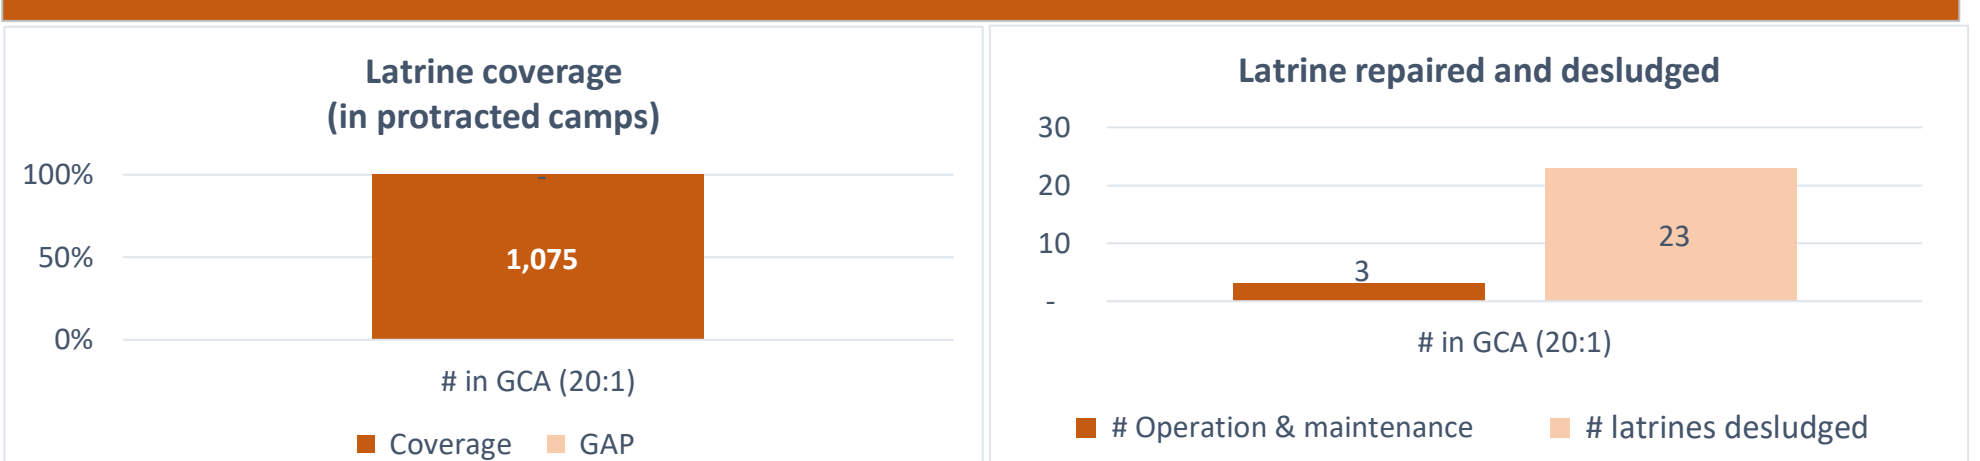 Latrine coverage
(in protracted camps)
100%
50%
0%
-
1,075
# in GCA (20:1)
Coverage
GAP
Latrine repaired and desludged
30
20
10
-
3
23
# in GCA (20:1)
# Operation & maintenance
# latrines desludged